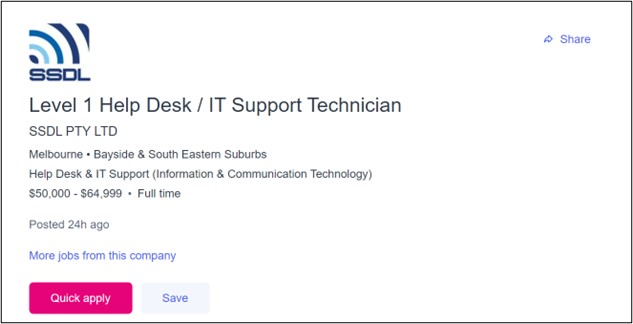 SSDL
Share
Level 1 Help Desk / IT Support Technician
SSDL PTY LTD
Melbourne • Bayside & South Eastern Suburbs
Help Desk & IT Support (Information & Communication Technology)
$50,000 - $64,999 • Full time
Posted 24h ago
More jobs from this company
Quick apply
Save